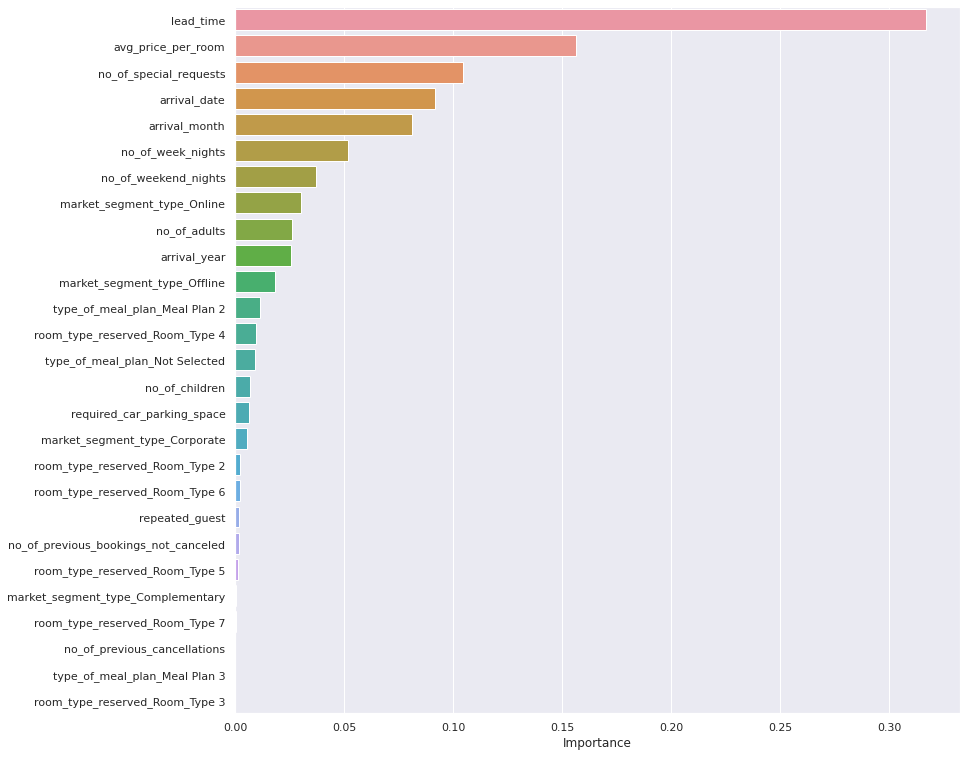 lead_time
avg_price_per_room
no_of_special_requests
arrival_date
arrival_month
no_of_week_nights
no_of_weekend_nights
market_segment_type_Online
no_of_adults
arrival_year
market_segment_type_Offline
type_of_meal_plan_Meal Plan 2
room_type_reserved_Room_Type 4
type_of_meal_plan_Not Selected
no_of_children
required_car_parking_space
market_segment_type_Corporate
room_type_reserved_Room_Type 2
room_type_reserved_Room_Type 6
repeated_guest
no_of_previous_bookings_not_canceled
room_type_reserved_Room_Type 5
market_segment_type_Complementary
room_type_reserved_Room_Type 7
no_of_previous_cancellations
type_of_meal_plan_Meal Plan 3
room_type_reserved_Room_Type 3
0.00 0.05 0.10 0.15 0.20 0.25 0.30
Importance